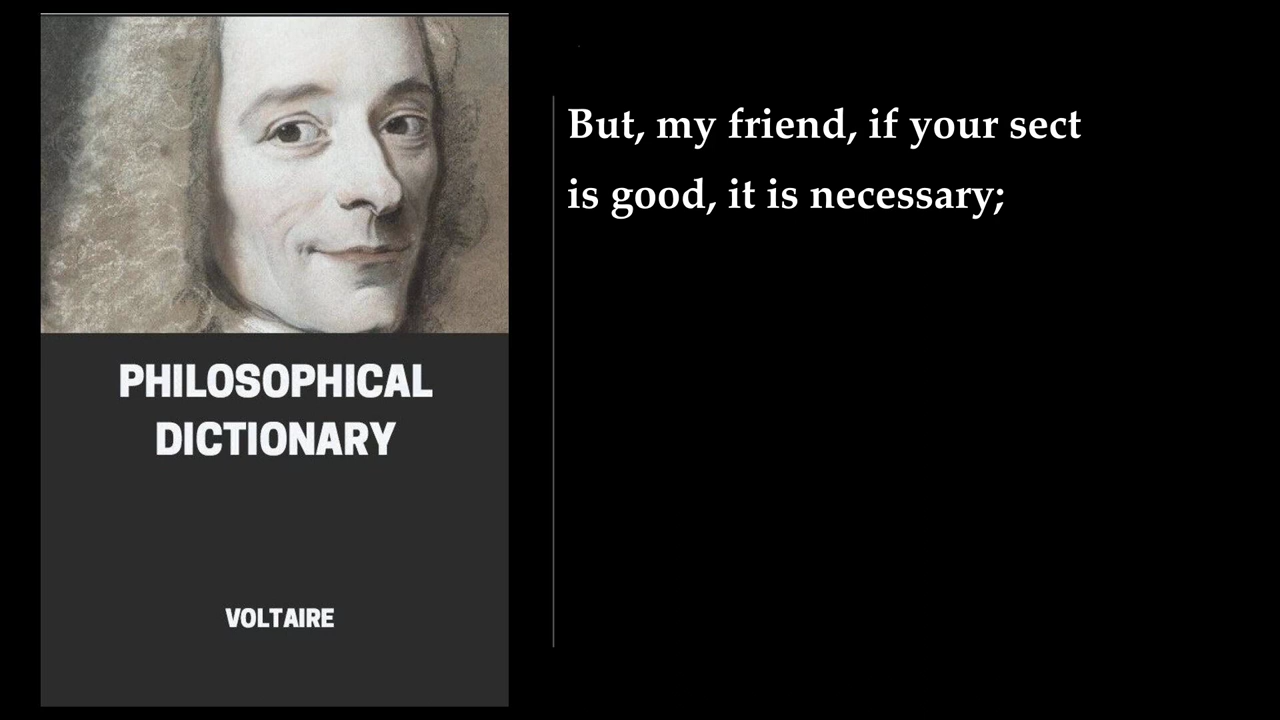 PHILOSOPHICAL
DICTIONARY
VOLTAIRE
But, my friend, if your sect
is good, it is necessary;